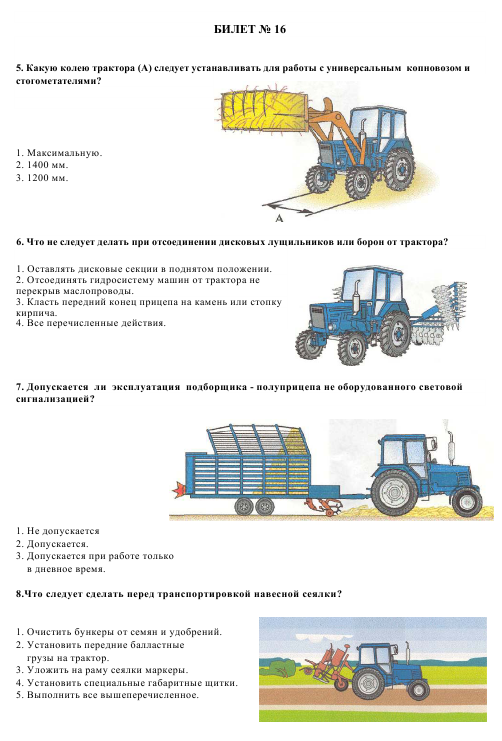 БИЛЕТ № 16
5. Какую колею трактора (А) следует устанавливать для работы с универсальным копновозом и
стогометателями?
1. Максимальную.
2. 1400 мм.
3. 1200 мм.
А
6. Что не следует делать при отсоединении дисковых лущильников или борон от трактора?
1. Оставлять дисковые секции в поднятом положении.
2. Отсоединять гидросистему машин от трактора не
перекрыв маслопроводы.
3. Класть передний конец прицепа на камень или стопку
кирпича.
4. Все перечисленные действия.
7. Допускается ли эксплуатация подборщика - полуприцепа не оборудованного световой
сигнализацией?
1. Не допускается
2. Допускается.
3. Допускается при работе только
в дневное время.
8.Что следует сделать перед транспортировкой навесной сеялки?
1. Очистить бункеры от семян и удобрений.
2. Установить передние балластные
грузы на трактор.
3. Уложить на раму сеялки маркеры.
4. Установить специальные габаритные щитки.
5. Выполнить все вышеперечисленное.